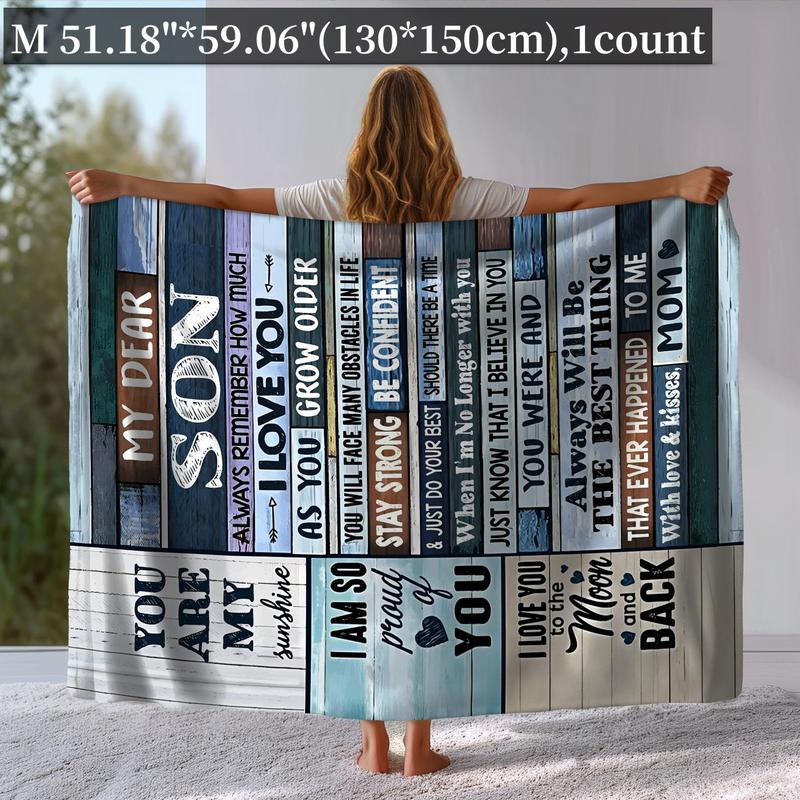 M 51.18"*59.06"(130*150cm),1count
MY DEAR
SON
ALWAYS REMEMBER HOW MUCH
I LOVE YOU
AS YOU GROW OLDER
YOU WILL FACE MANY OBSTACLES IN LIFE
STAY STRONG BE CONFIDENT
& JUST DO YOUR BEST SHOULD THERE BE A TIME
When I'm No Longer with you
JUST KNOW THAT I BELIEVE IN YOU
YOU WERE AND
Always Will Be
THE BEST THING
THAT EVER HAPPENED TO ME
With love & kisses, MOM
YOU
ARE
MY
sunshine
I AM SO
proud
of
YOU
I LOVE YOU
to the
Moon
and
BACK